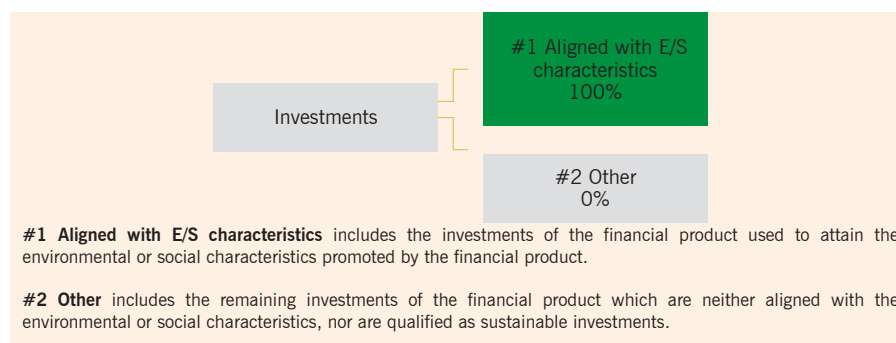 #1 Aligned with E/S
characteristics
100%
Investments
#2 Other
0%
#1 Aligned with E/S characteristics includes the investments of the financial product used to attain the
environmental or social characteristics promoted by the financial product.
#2 Other includes the remaining investments of the financial product which are neither aligned with the
environmental or social characteristics, nor are qualified as sustainable investments.